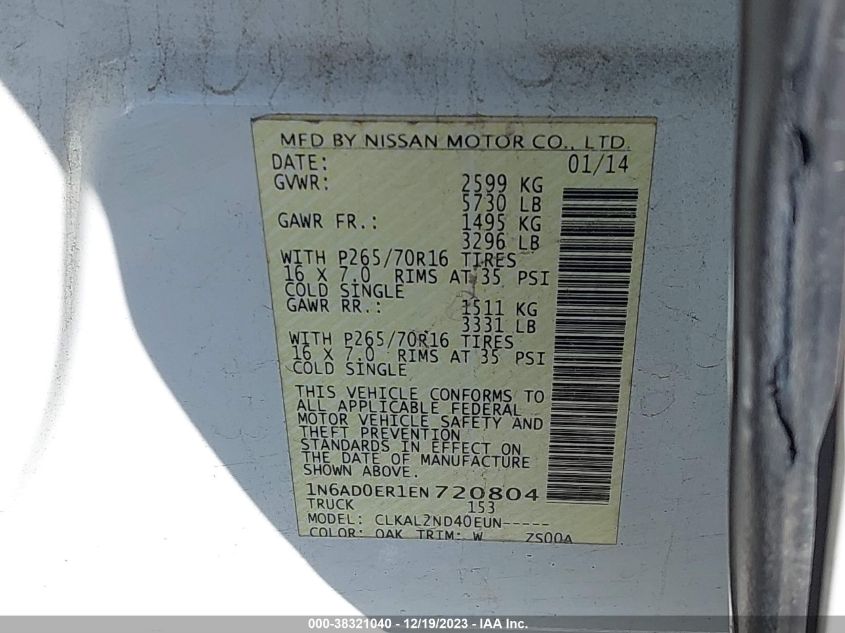 MFD BY NISSAN MOTOR CO., LTD.
DATE: 01/14
GVWR: 2599 KG
5730 LB
GAWR FR.: 1495 KG
3296 LB
WITH P265/70R16 TIRES
16 X 7.0 RIMS AT 35 PSI
COLD SINGLE
GAWR RR.: 1511 KG
3331 LB
WITH P265/70R16 TIRES
16 X 7.0 RIMS AT 35 PSI
COLD SINGLE
THIS VEHICLE CONFORMS TO
ALL APPLICABLE FEDERAL
MOTOR VEHICLE SAFETY AND
THEFT PREVENTION
STANDARDS IN EFFECT ON
THE DATE OF MANUFACTURE
SHOWN ABOVE.
1N6AD0ER1EN720804
TRUCK 153
MODEL: CLKAL2ND40EUN-----
COLOR: QAK TRIM: W ZS00A
000-38321040 - 12/19/2023 - IAA Inc.